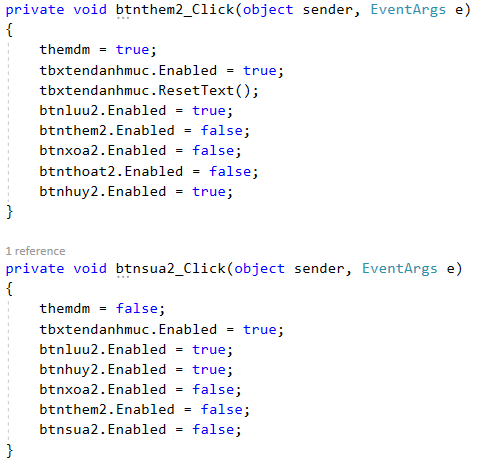 private void btnthem2_Click(object sender, EventArgs e)
{
themdm = true;
tbxtendanhmuc.Enabled = true;
tbxtendanhmuc.ResetText();
btnluu2.Enabled = true;
btnthem2.Enabled = false;
btnxoa2.Enabled = false;
btnthoat2.Enabled = false;
btnhuy2.Enabled = true;
}
1 reference
private void btnsua2_Click(object sender, EventArgs e)
{
themdm = false;
tbxtendanhmuc.Enabled = true;
btnluu2.Enabled = true;
btnhuy2.Enabled = true;
btnxoa2.Enabled = false;
btnthem2.Enabled = false;
btnsua2.Enabled = false;
}